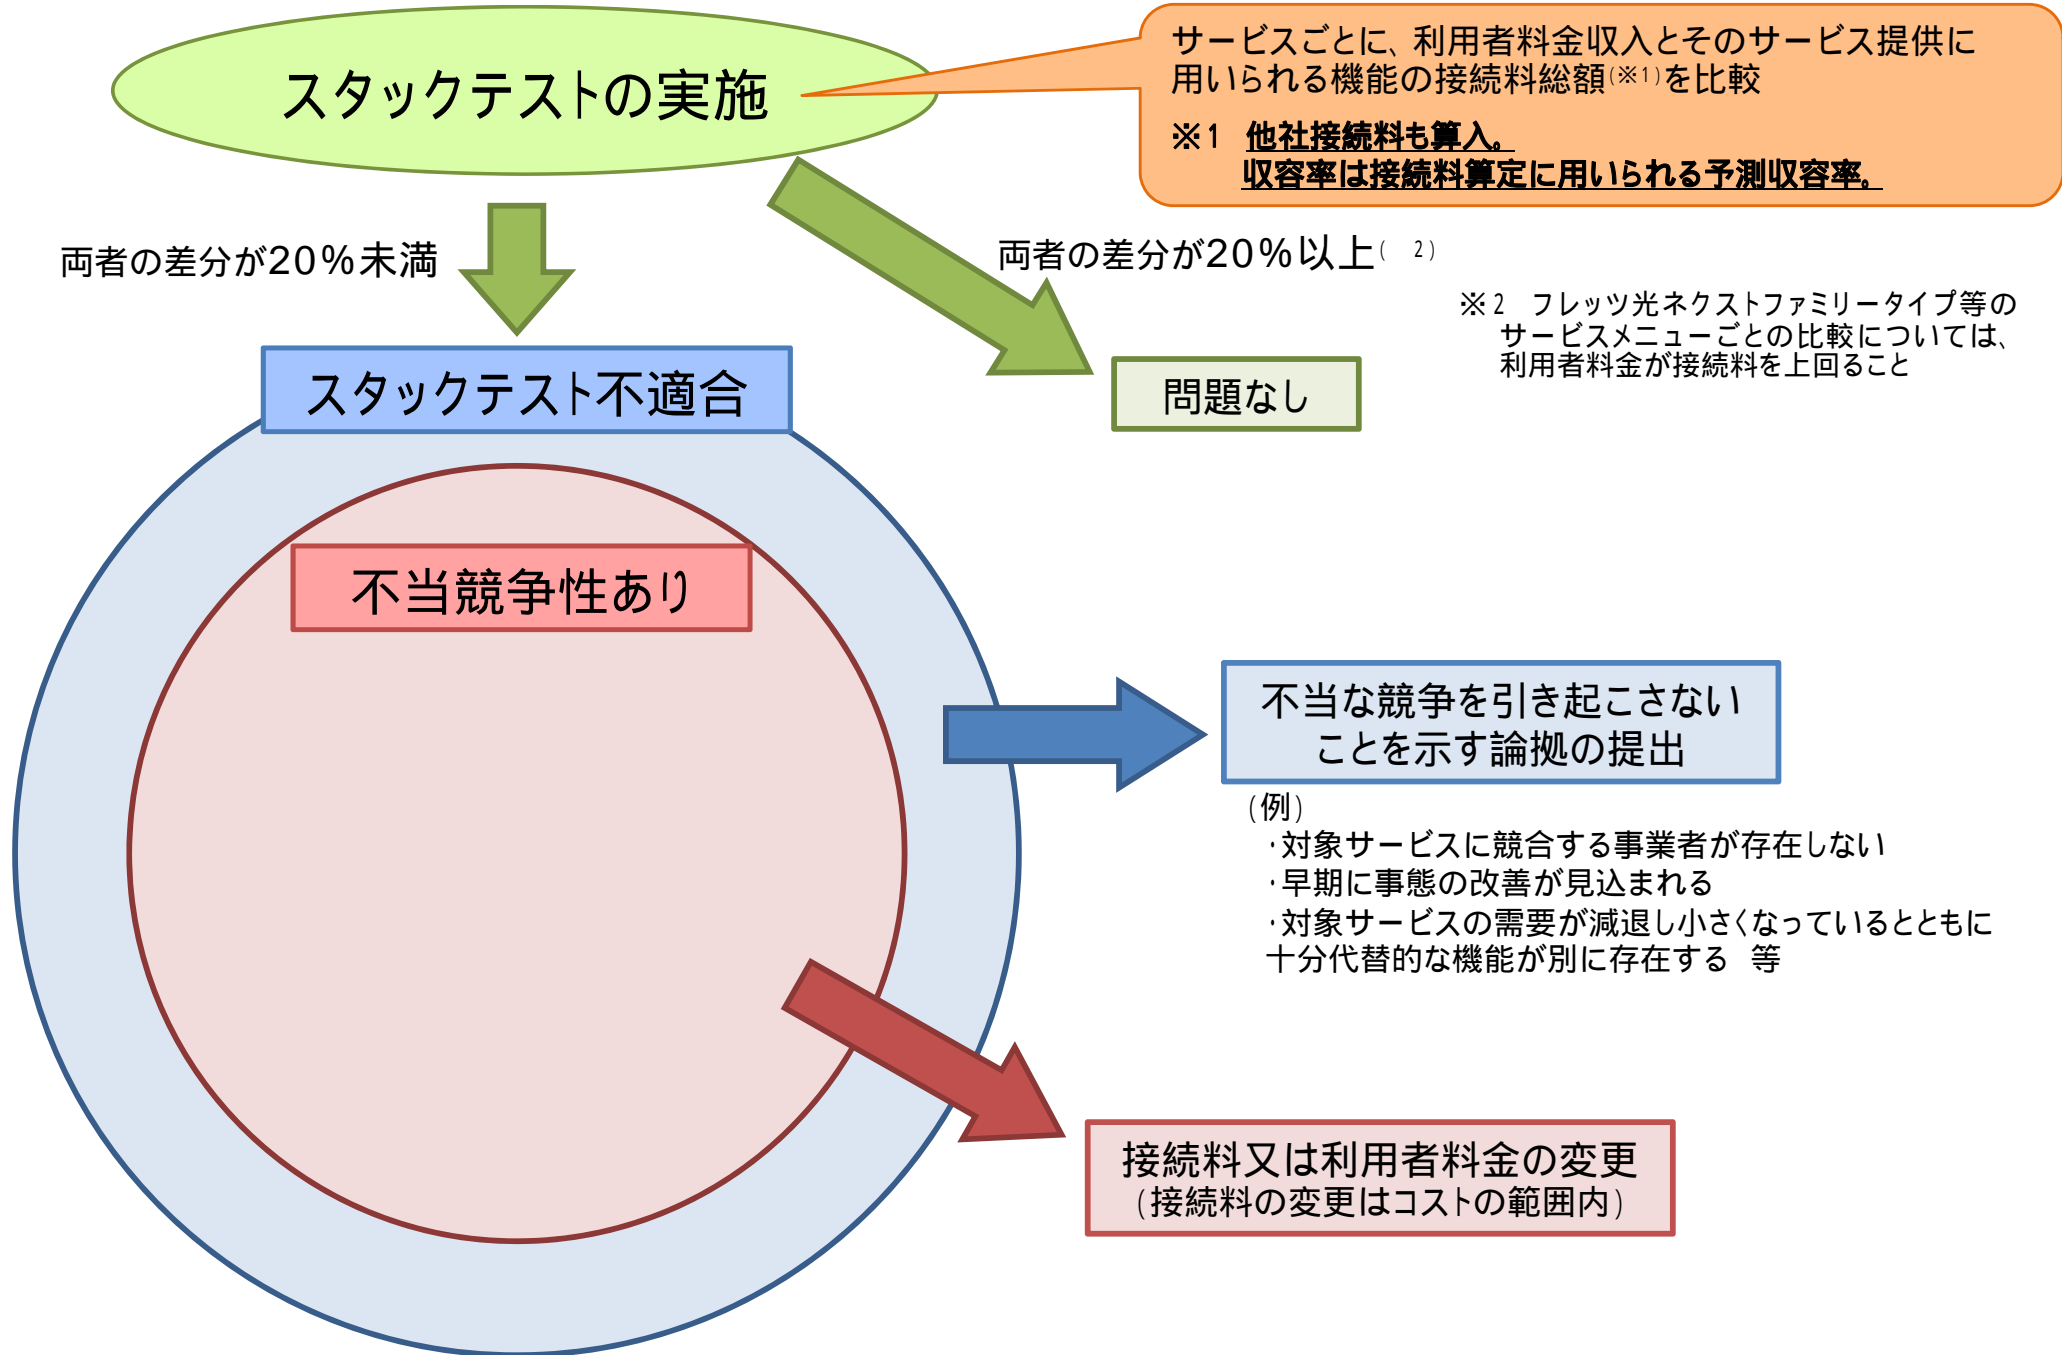 スタックテストの実施
サービスごとに、利用者料金収入とそのサービス提供に
用いられる機能の接続料総額(※1)を比較
※1 他社接続料も算入。
収容率は接続料算定に用いられる予測収容率。
両者の差分が20%未満
両者の差分が20%以上( 2)
※2 フレッツ光ネクストファミリータイプ等の
サービスメニューごとの比較については、
利用者料金が接続料を上回ること
スタックテスト不適合
問題なし
不当競争性あり
不当な競争を引き起こさない
ことを示す論拠の提出
(例)
・対象サービスに競合する事業者が存在しない
・早期に事態の改善が見込まれる
・対象サービスの需要が減退し小さくなっているとともに
十分代替的な機能が別に存在する 等
接続料又は利用者料金の変更
(接続料の変更はコストの範囲内)